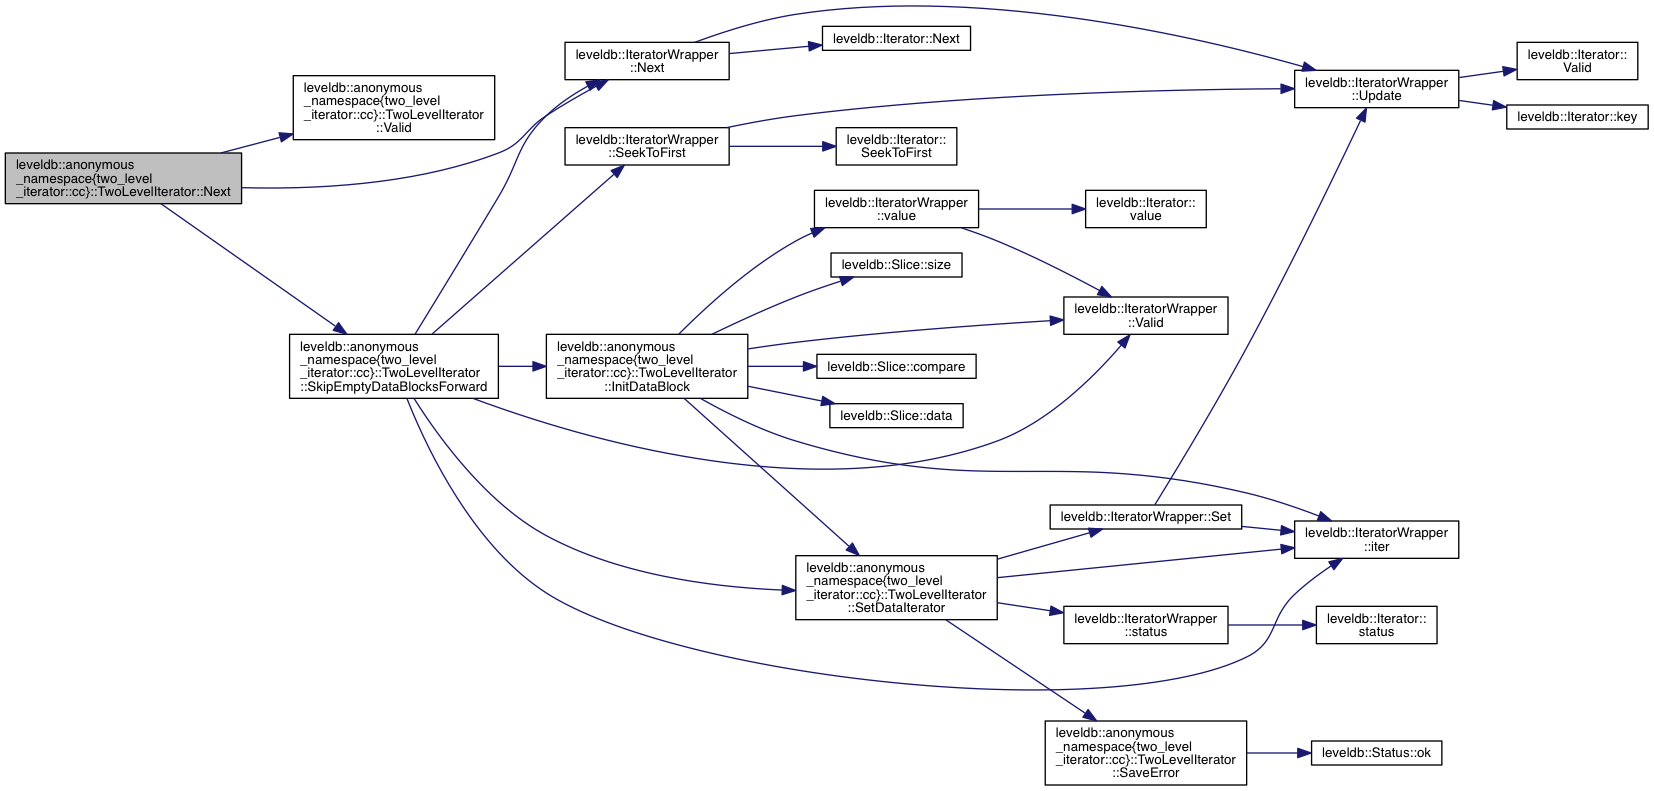 leveldb::IteratorWrapper
::Next
leveldb::Iterator::Next
leveldb::Iterator::
Valid
leveldb::anonymous
_namespace{two_level
_iterator::cc}::TwoLevelIterator
::Valid
leveldb::IteratorWrapper
::Update
leveldb::Iterator::key
leveldb::IteratorWrapper
::SeekToFirst
leveldb::Iterator::
SeekToFirst
leveldb::anonymous
_namespace{two_level
_iterator::cc}::TwoLevelIterator::Next
leveldb::IteratorWrapper
::value
leveldb::Iterator::
value
leveldb::Slice::size
leveldb::IteratorWrapper
::Valid
leveldb::anonymous
_namespace{two_level
_iterator::cc}::TwoLevelIterator
::SkipEmptyDataBlocksForward
leveldb::anonymous
_namespace{two_level
_iterator::cc}::TwoLevelIterator
::InitDataBlock
leveldb::Slice::compare
leveldb::Slice::data
leveldb::IteratorWrapper::Set
leveldb::IteratorWrapper
::iter
leveldb::anonymous
_namespace{two_level
_iterator::cc}::TwoLevelIterator
::SetDataIterator
leveldb::IteratorWrapper
::status
leveldb::Iterator::
status
leveldb::anonymous
_namespace{two_level
_iterator::cc}::TwoLevelIterator
::SaveError
leveldb::Status::ok